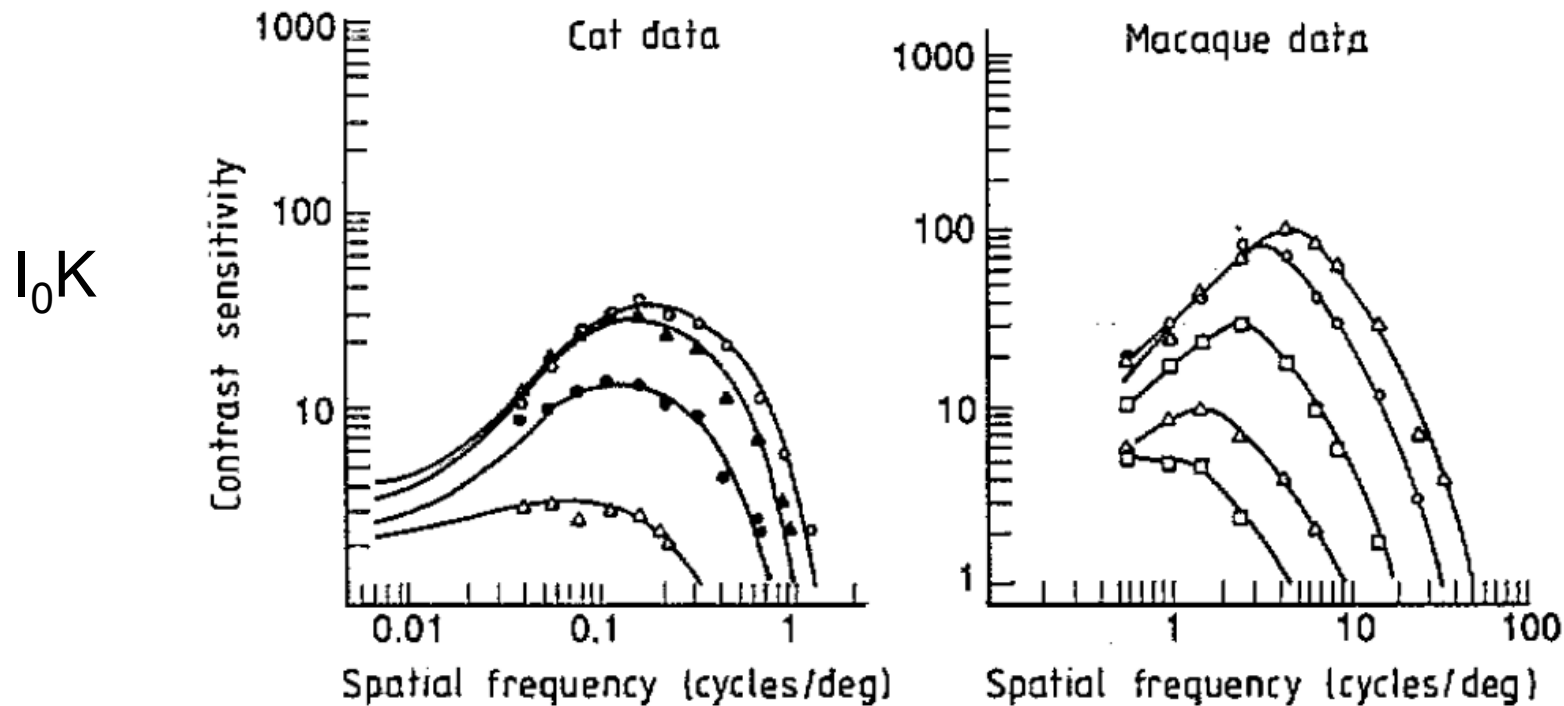 Cat data
1000
100
10
Contrast sensitivity
I₀K
0.01 0.1 1
Spatial frequency (cycles/deg)
Macaque data
1000
100
10
1
1 10 100
Spatial frequency (cycles/deg)